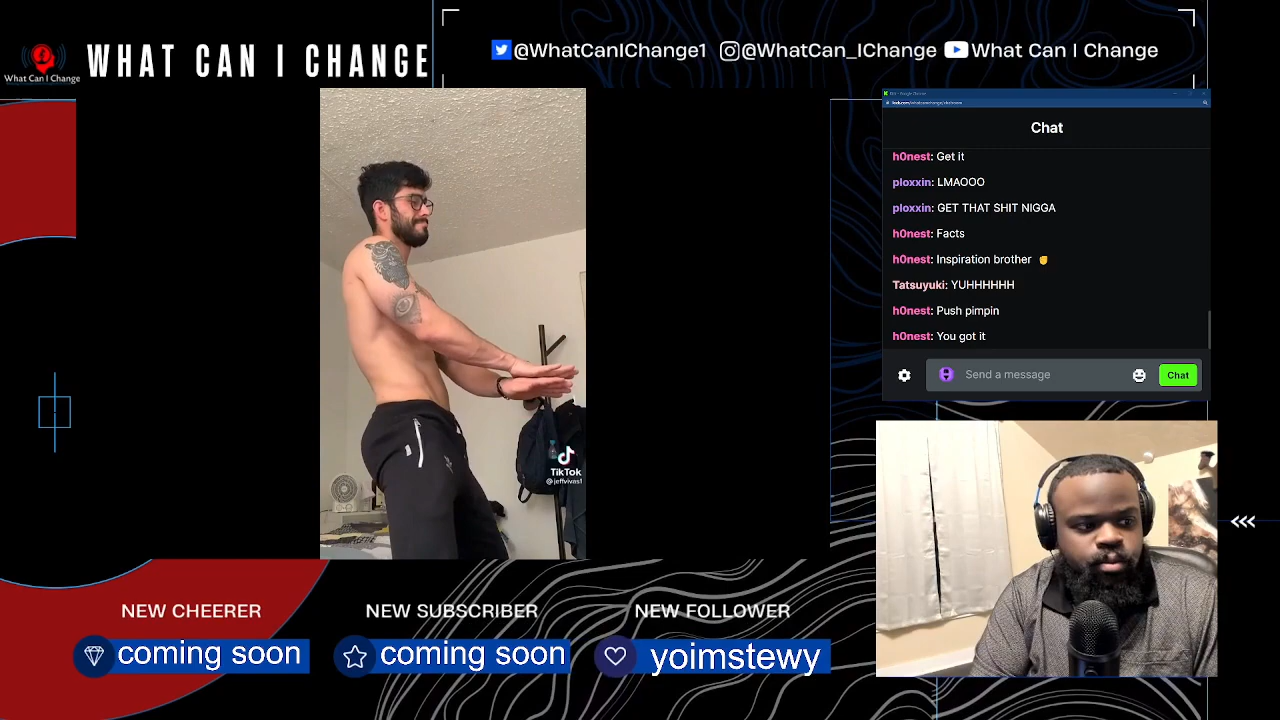 What Can I Change
WHAT CAN I CHANGE
@WhatCanIChange1 @WhatCan_IChange What Can I Change
Chat
h0nest: Get it
ploxxin: LMAOOO
ploxxin: GET THAT SHIT NIGGA
h0nest: Facts
h0nest: Inspiration brother
Tatsuyuki: YUHHHHHH
h0nest: Push pimpin
h0nest: You got it
Send a message
Chat
TikTok
@jeffvivas1
NEW CHEERER
coming soon
NEW SUBSCRIBER
coming soon
NEW FOLLOWER
yoimstewy